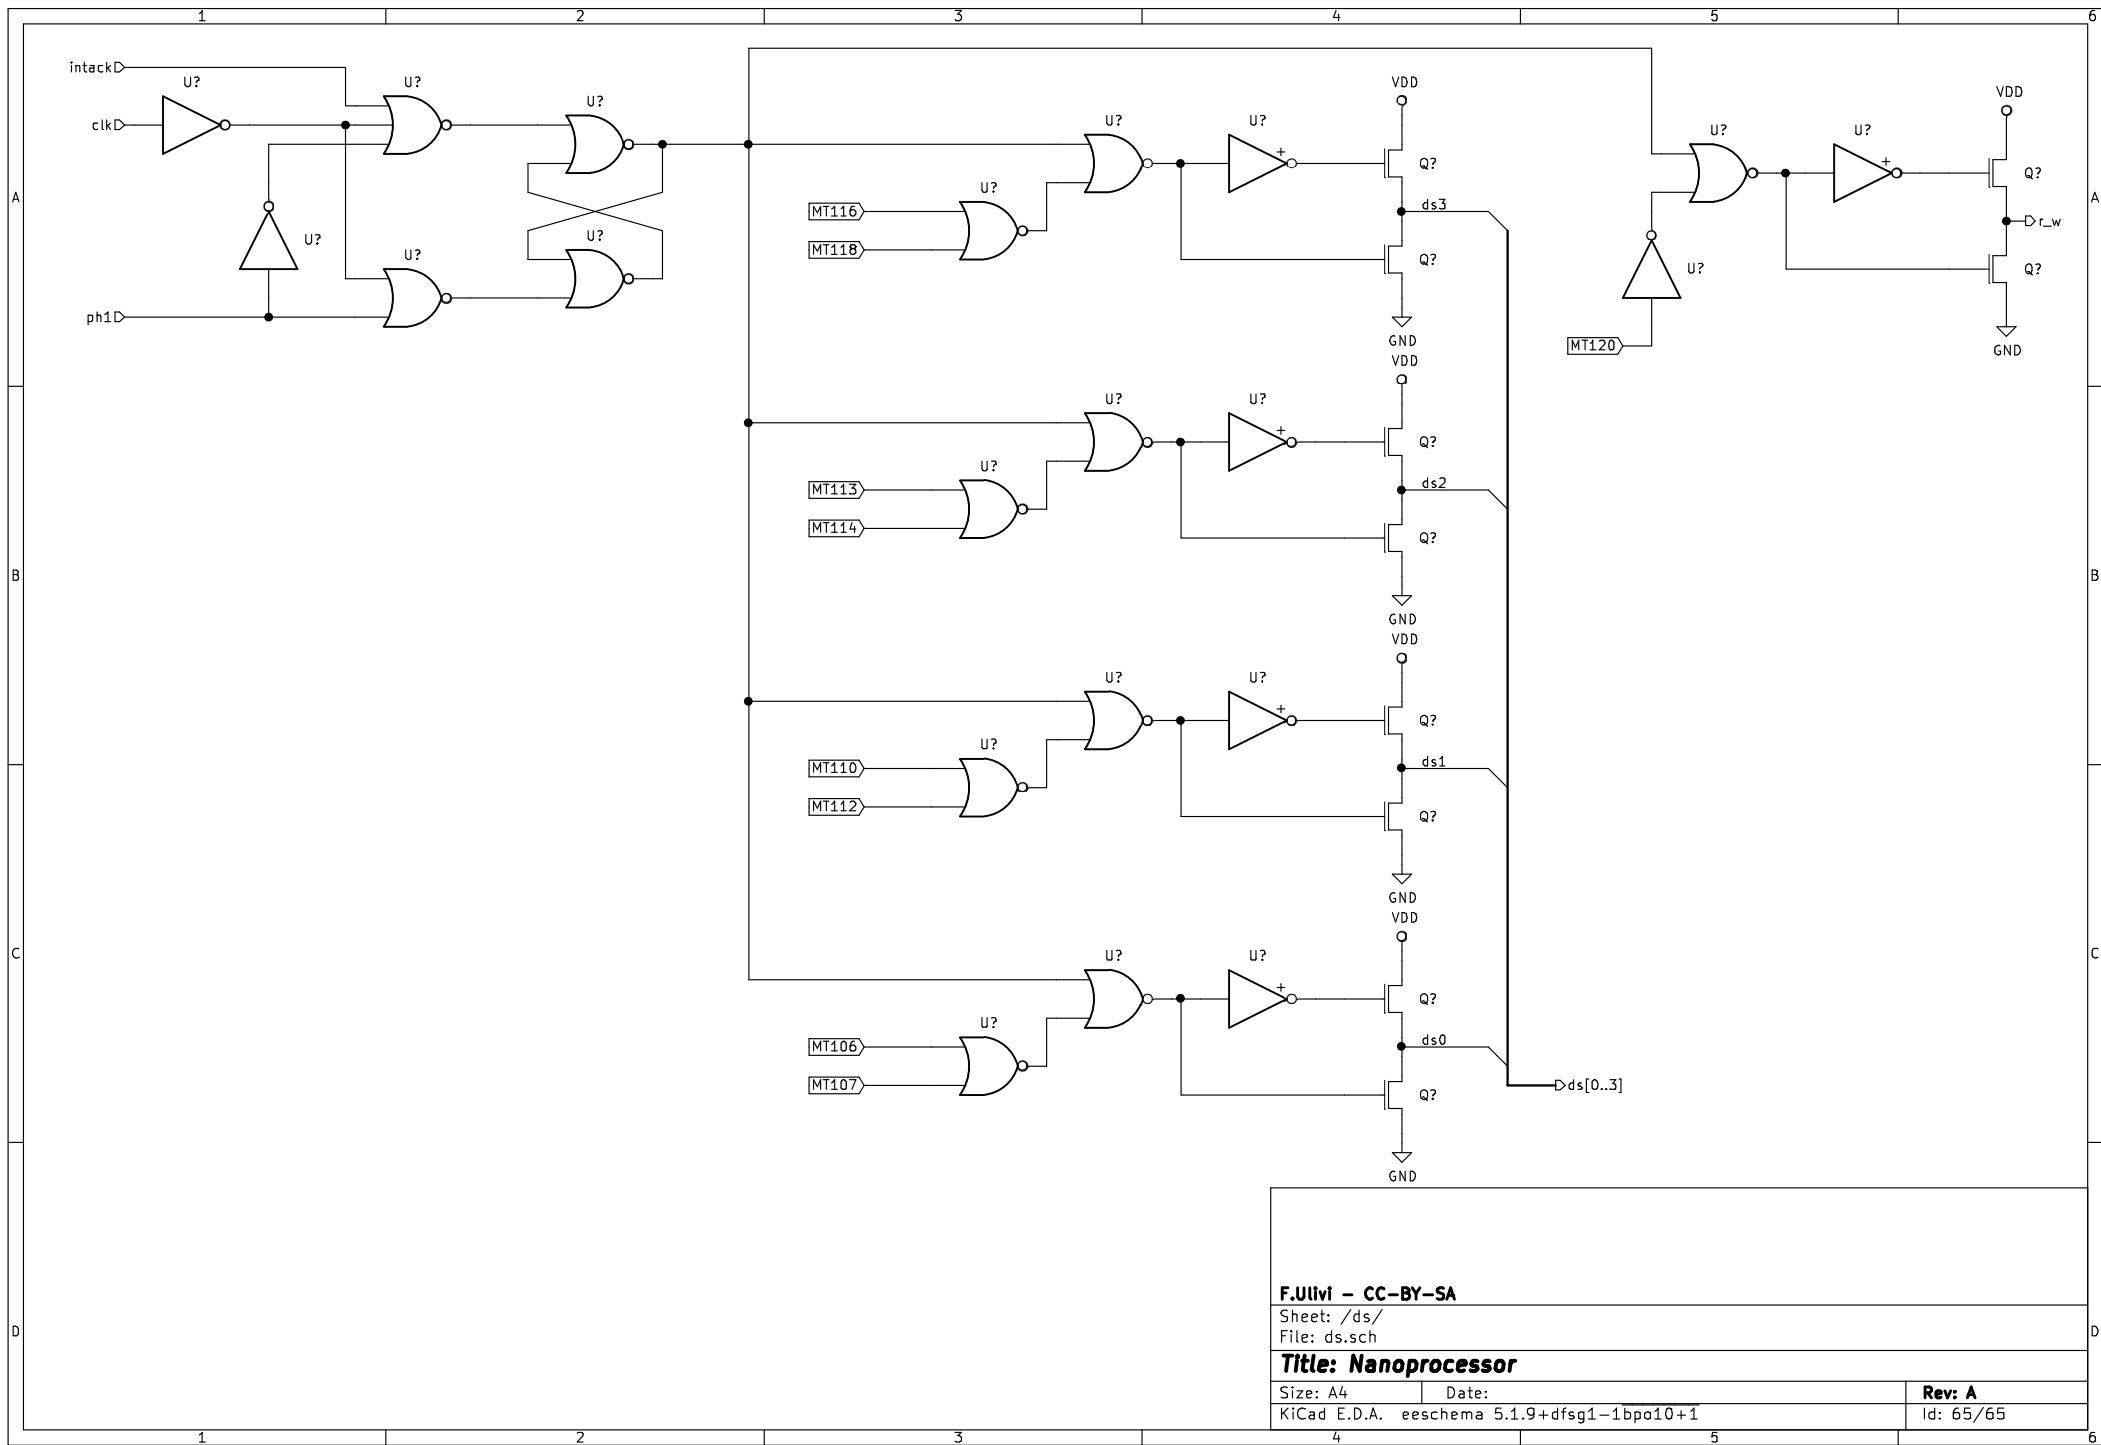 1 2 3 4 5 6
intack
U?
U?
clk
U?
VDD
U?
U?
Q?
VDD
U?
U?
Q?
A
A
U?
MT116
ds3
U?
U?
MT118
r_w
U?
Q?
U?
Q?
ph1
GND
MT120
GND
VDD
U?
U?
Q?
U?
MT113
ds2
MT114
Q?
B
B
GND
VDD
U?
U?
Q?
U?
MT110
ds1
MT112
Q?
GND
VDD
C
C
U?
U?
Q?
U?
MT106
ds0
MT107
Q?
ds[0..3]
GND
F.Ulivi - CC-BY-SA
Sheet: /ds/
File: ds.sch
D
D
Title: Nanoprocessor
Size: A4 Date: Rev: A
KiCad E.D.A. eeschema 5.1.9+dfsg1-1bpo10+1 Id: 65/65
1 2 3 4 5 6